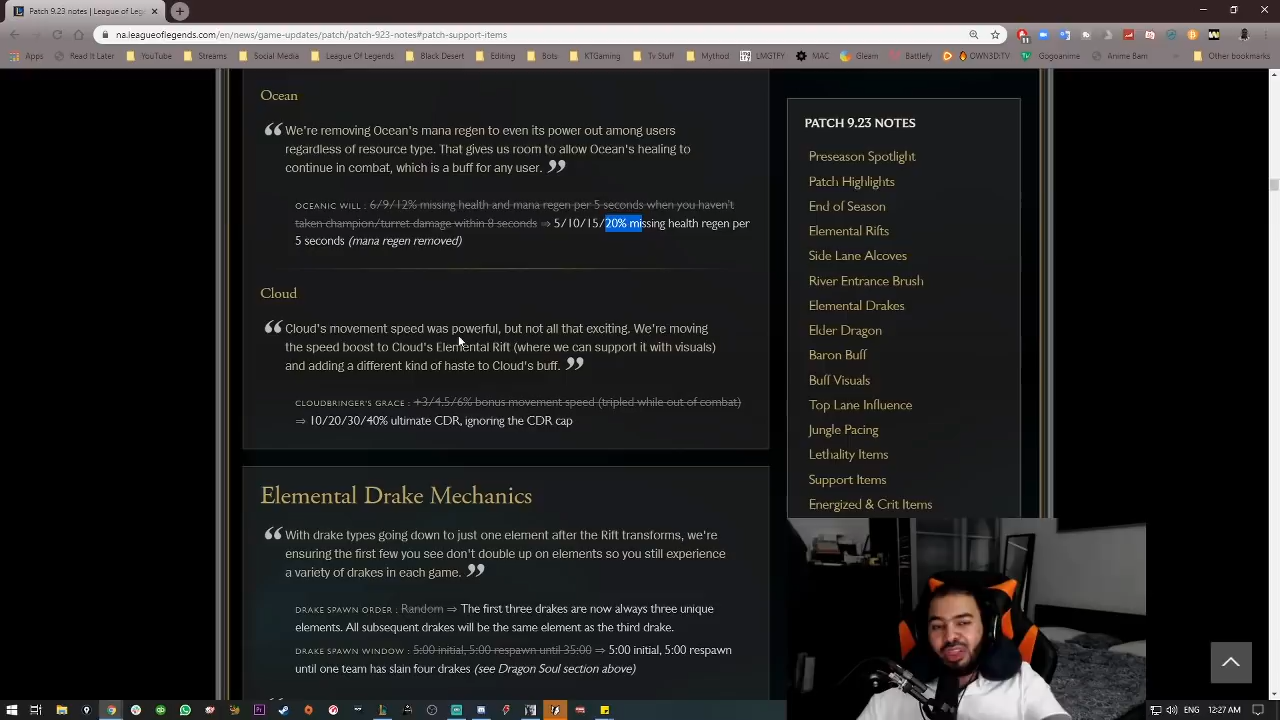 Patch 9.23 notes | League of Leg
na.leagueoflegends.com/en/news/game-updates/patch/patch-923-notes#patch-support-items
Apps
Read It Later
YouTube
Streams
Social
League Of Legends
Black Desert
Editing
Bots
KTGaming
Tv Stuff
Mythod
LMGTFY
MAC
Gleam
Battlefy
OWN3D:TV
Gogoanime
Anime Bam
Other bookmarks
Ocean
We're removing Ocean's mana regen to even its power out among users
regardless of resource type. That gives us room to allow Ocean's healing to
continue in combat, which is a buff for any user.
OCEANIC WILL : 6/9/12% missing health and mana regen per 5 seconds when you haven't
taken champion/turret damage within 8 seconds ⇒ 5/10/15/20% missing health regen per
5 seconds (mana regen removed)
Cloud
Cloud's movement speed was powerful, but not all that exciting. We're moving
the speed boost to Cloud's Elemental Rift (where we can support it with visuals)
and adding a different kind of haste to Cloud's buff.
CLOUDBRINGER'S GRACE : +3/4.5/6% bonus movement speed (tripled while out of combat)
⇒ 10/20/30/40% ultimate CDR, ignoring the CDR cap
Elemental Drake Mechanics
With drake types going down to just one element after the Rift transforms, we're
ensuring the first few you see don't double up on elements so you still experience
a variety of drakes in each game.
DRAKE SPAWN ORDER : Random ⇒ The first three drakes are now always three unique
elements. All subsequent drakes will be the same element as the third drake.
DRAKE SPAWN WINDOW : 5:00 initial, 5:00 respawn until 35:00 ⇒ 5:00 initial, 5:00 respawn
until one team has slain four drakes (see Dragon Soul section above)
PATCH 9.23 NOTES
Preseason Spotlight
Patch Highlights
End of Season
Elemental Rifts
Side Lane Alcoves
River Entrance Brush
Elemental Drakes
Elder Dragon
Baron Buff
Buff Visuals
Top Lane Influence
Jungle Pacing
Lethality Items
Support Items
Energized & Crit Items
ENG
12:27 AM